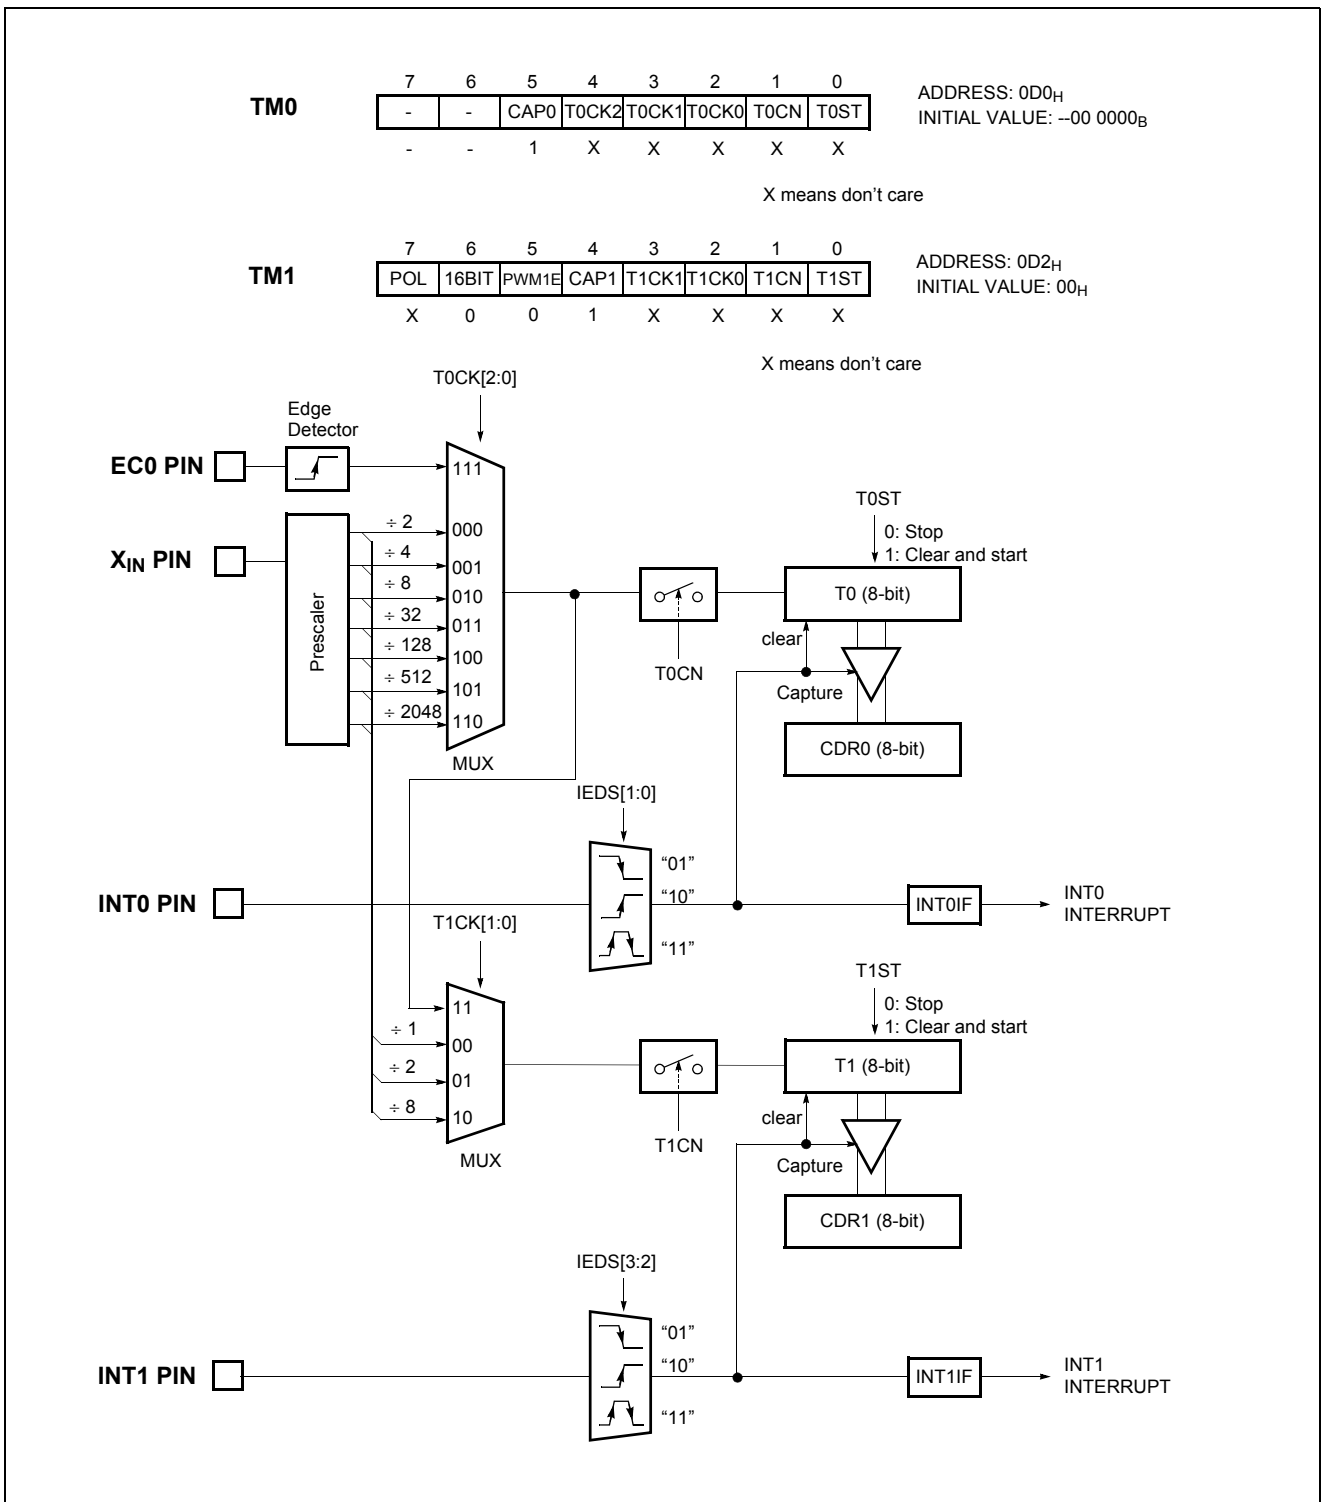 7 6 5 4 3 2 1 0
TM0
- - CAP0 T0CK2 T0CK1 T0CK0 T0CN T0ST
- - 1 X X X X X
ADDRESS: 0D0H
INITIAL VALUE: --00 0000B
X means don’t care
7 6 5 4 3 2 1 0
TM1
POL 16BIT PWM1E CAP1 T1CK1 T1CK0 T1CN T1ST
X 0 0 1 X X X X
ADDRESS: 0D2H
INITIAL VALUE: 00H
X means don’t care
T0CK[2:0]
Edge
Detector
EC0 PIN
111
XIN PIN
Prescaler
÷ 2
000
÷ 4
001
÷ 8
010
÷ 32
011
÷ 128
100
÷ 512
101
÷ 2048
110
MUX
T0CN
T0ST
0: Stop
1: Clear and start
T0 (8-bit)
clear
Capture
CDR0 (8-bit)
IEDS[1:0]
“01”
INT0 PIN
“10”
“11”
INT0IF
INT0
INTERRUPT
T1CK[1:0]
11
÷ 1
00
÷ 2
01
÷ 8
10
MUX
T1CN
T1ST
0: Stop
1: Clear and start
T1 (8-bit)
clear
Capture
CDR1 (8-bit)
IEDS[3:2]
“01”
INT1 PIN
“10”
“11”
INT1IF
INT1
INTERRUPT